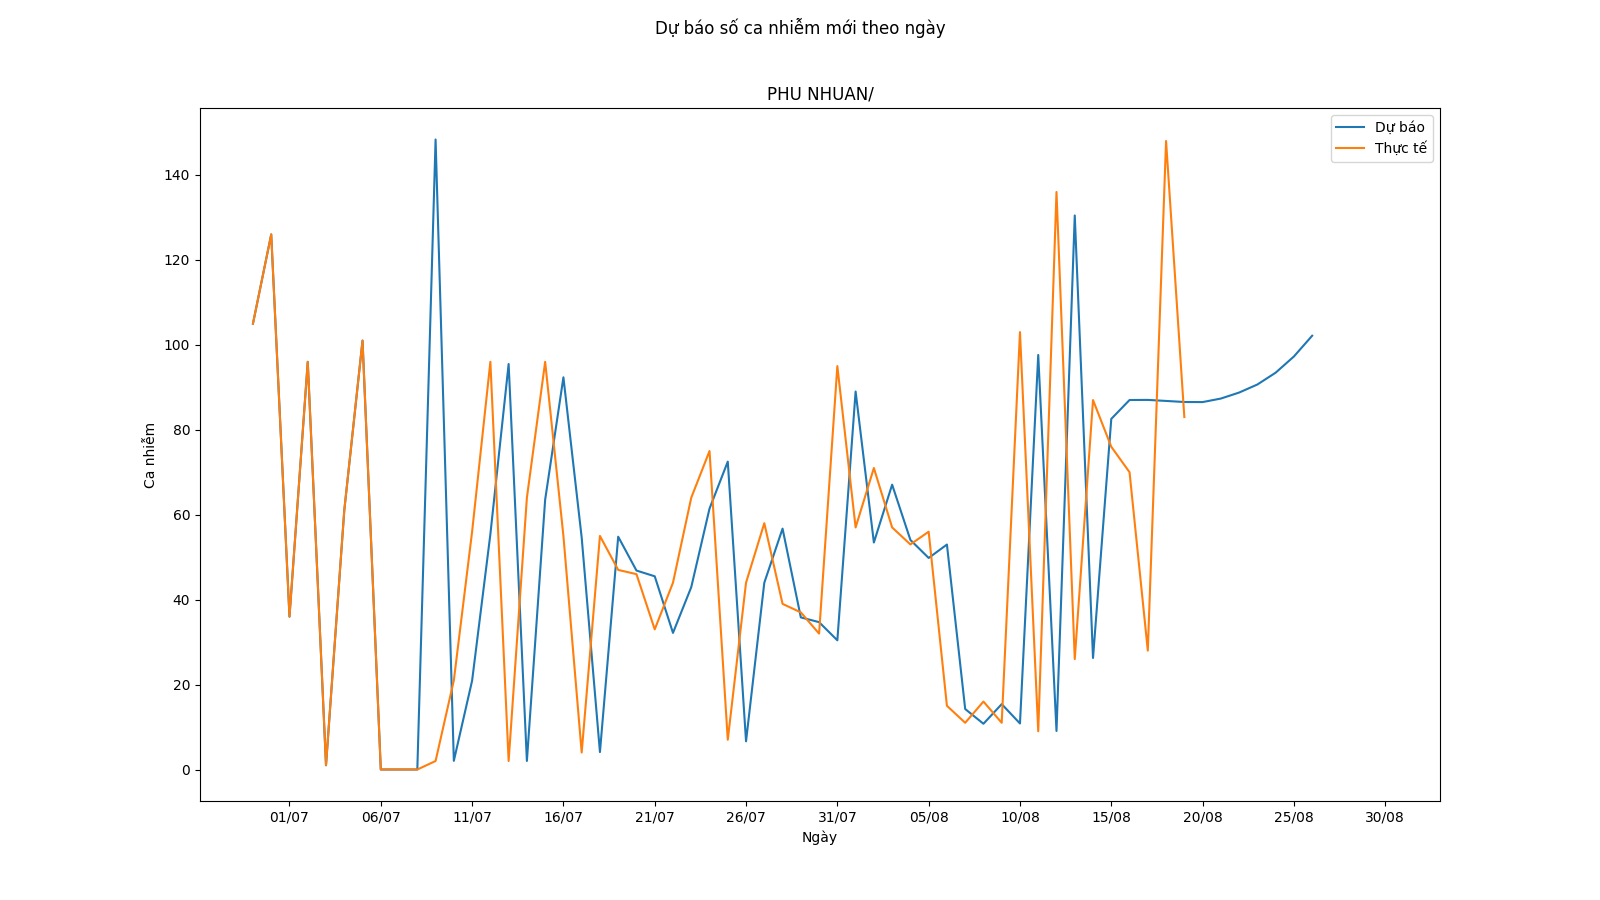 Dự báo số ca nhiễm mới theo ngày
PHU NHUAN/
Dự báo
Thực tế
140
120
100
80
60
40
20
0
Ca nhiễm
01/07 06/07 11/07 16/07 21/07 26/07 31/07 05/08 10/08 15/08 20/08 25/08 30/08
Ngày